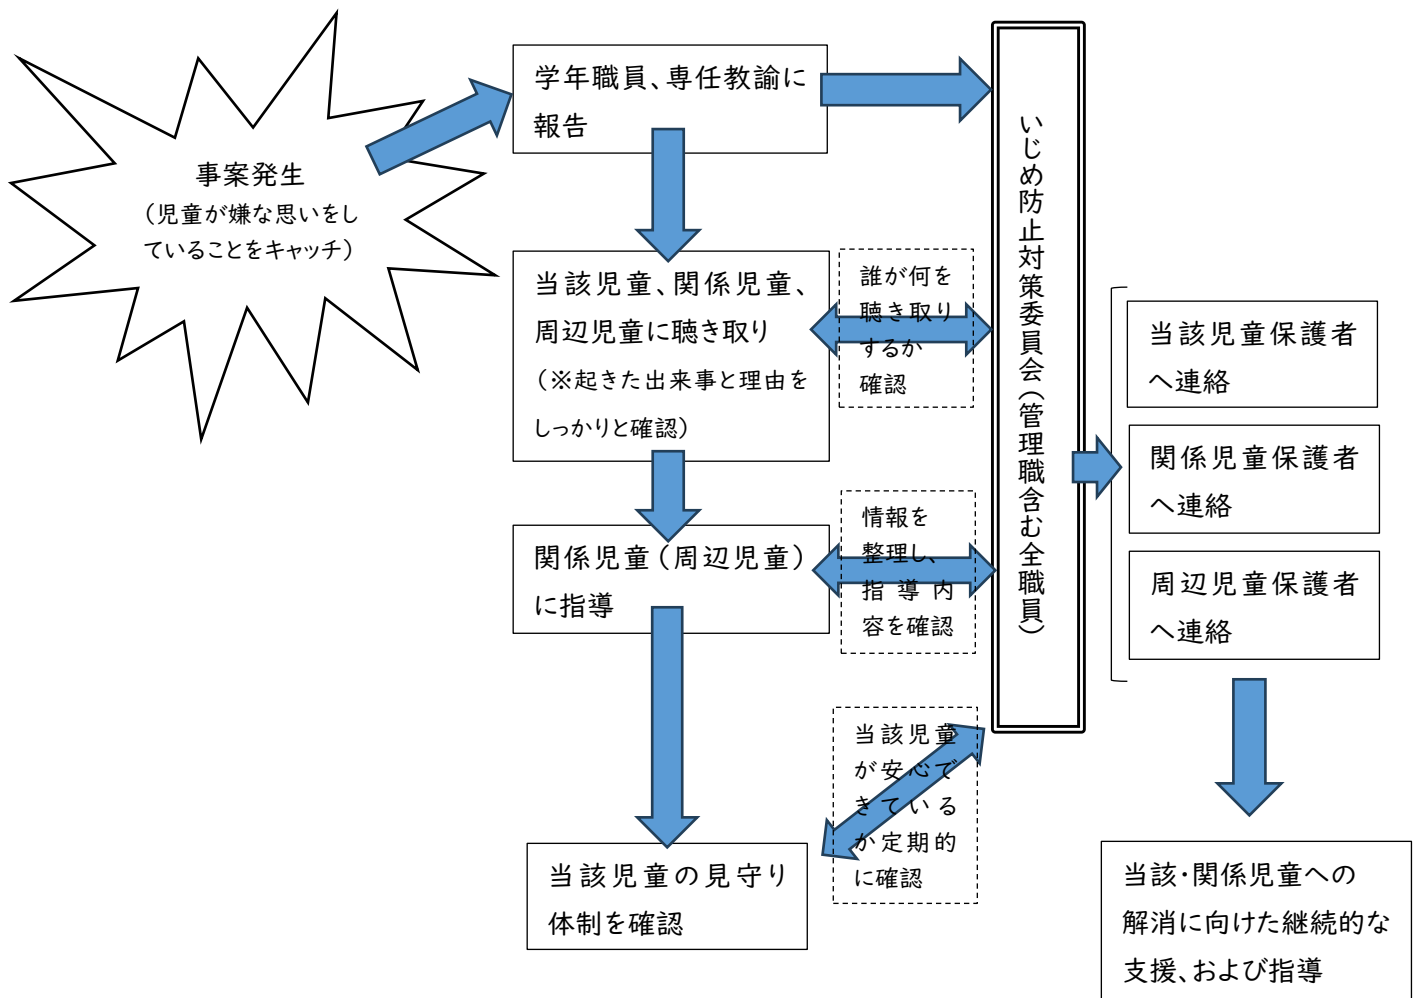 事案発生
（児童が嫌な思いをし
ていることをキャッチ）
学年職員、専任教諭に
報告
当該児童、関係児童、
周辺児童に聴き取り
（※起きた出来事と理由を
しっかりと確認）
誰が何を
聴き取り
するか
確認
関係児童（周辺児童）
に指導
情報を
整理し、
指導内
容を確認
当該児童の見守り
体制を確認
当該児童
が安心で
きている
か定期的
に確認
いじめ防止対策委員会（管理職含む全職員）
当該児童保護者
へ連絡
関係児童保護者
へ連絡
周辺児童保護者
へ連絡
当該・関係児童への
解消に向けた継続的な
支援、および指導